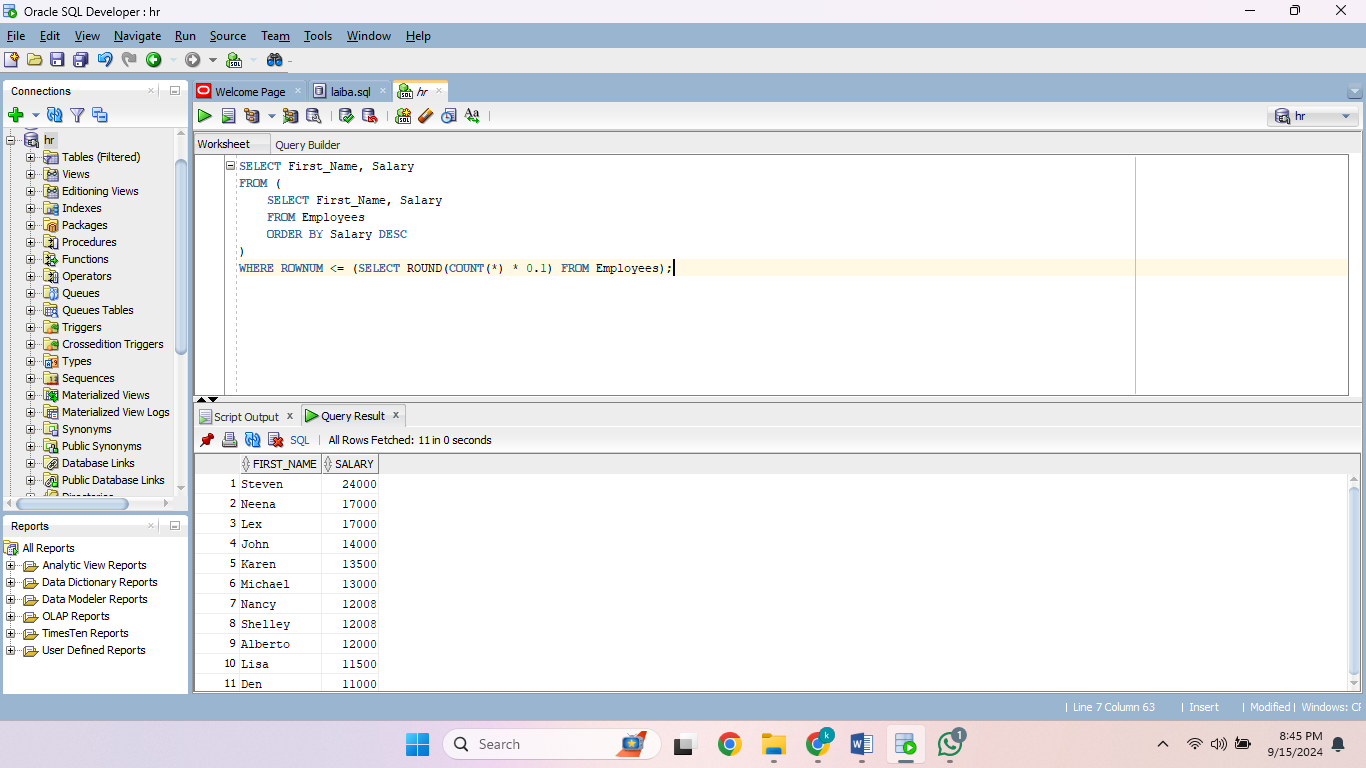 Oracle SQL Developer : hr
File Edit View Navigate Run Source Team Tools Window Help
Connections
hr
Tables (Filtered)
Views
Editioning Views
Indexes
Packages
Procedures
Functions
Operators
Queues
Queues Tables
Triggers
Crossedition Triggers
Types
Sequences
Materialized Views
Materialized View Logs
Synonyms
Public Synonyms
Database Links
Public Database Links
Directories
Reports
All Reports
Analytic View Reports
Data Dictionary Reports
Data Modeler Reports
OLAP Reports
TimesTen Reports
User Defined Reports
Welcome Page laiba.sql hr
hr
Worksheet Query Builder
SELECT First_Name, Salary
FROM (
SELECT First_Name, Salary
FROM Employees
ORDER BY Salary DESC
)
WHERE ROWNUM <= (SELECT ROUND(COUNT(*) * 0.1) FROM Employees);
Script Output Query Result
SQL | All Rows Fetched: 11 in 0 seconds
FIRST_NAME SALARY
1 Steven 24000
2 Neena 17000
3 Lex 17000
4 John 14000
5 Karen 13500
6 Michael 13000
7 Nancy 12008
8 Shelley 12008
9 Alberto 12000
10 Lisa 11500
11 Den 11000
| Line 7 Column 63 | Insert | Modified | Windows: CF
Search
k
1
8:45 PM
9/15/2024